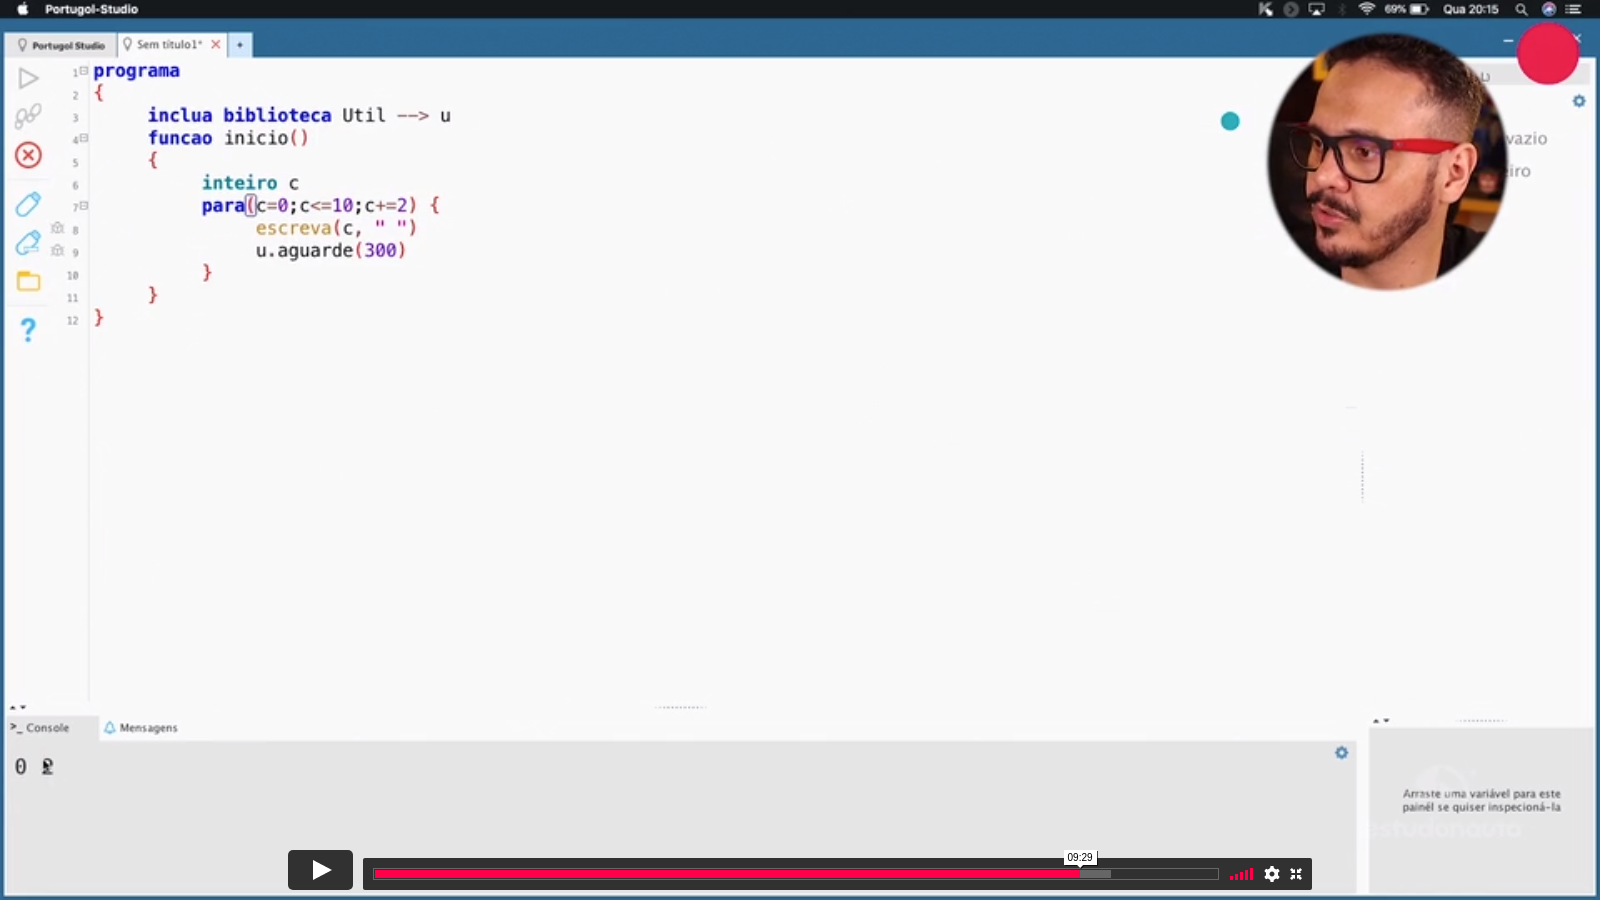 Portugol-Studio
69%
Qua 20:15
Portugol Studio
Sem título1*
+
1 programa
2 {
3 inclua biblioteca Util --> u
4 funcao inicio()
5 {
6 inteiro c
7 para(c=0;c<=10;c+=2) {
8 escreva(c, " ")
9 u.aguarde(300)
10 }
11 }
12 }
vazio
eiro
?
>_ Console
Mensagens
0 2
Arraste uma variável para este
painél se quiser inspecioná-la
estudonauta
09:29